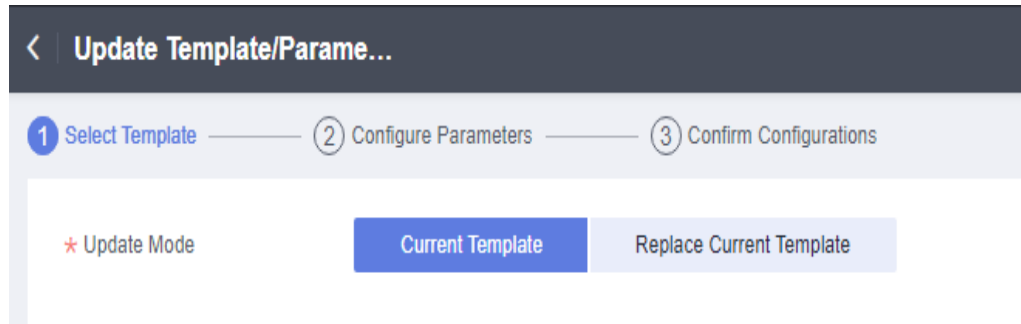 Update Template/Parame...
1 Select Template 2 Configure Parameters 3 Confirm Configurations
* Update Mode Current Template Replace Current Template